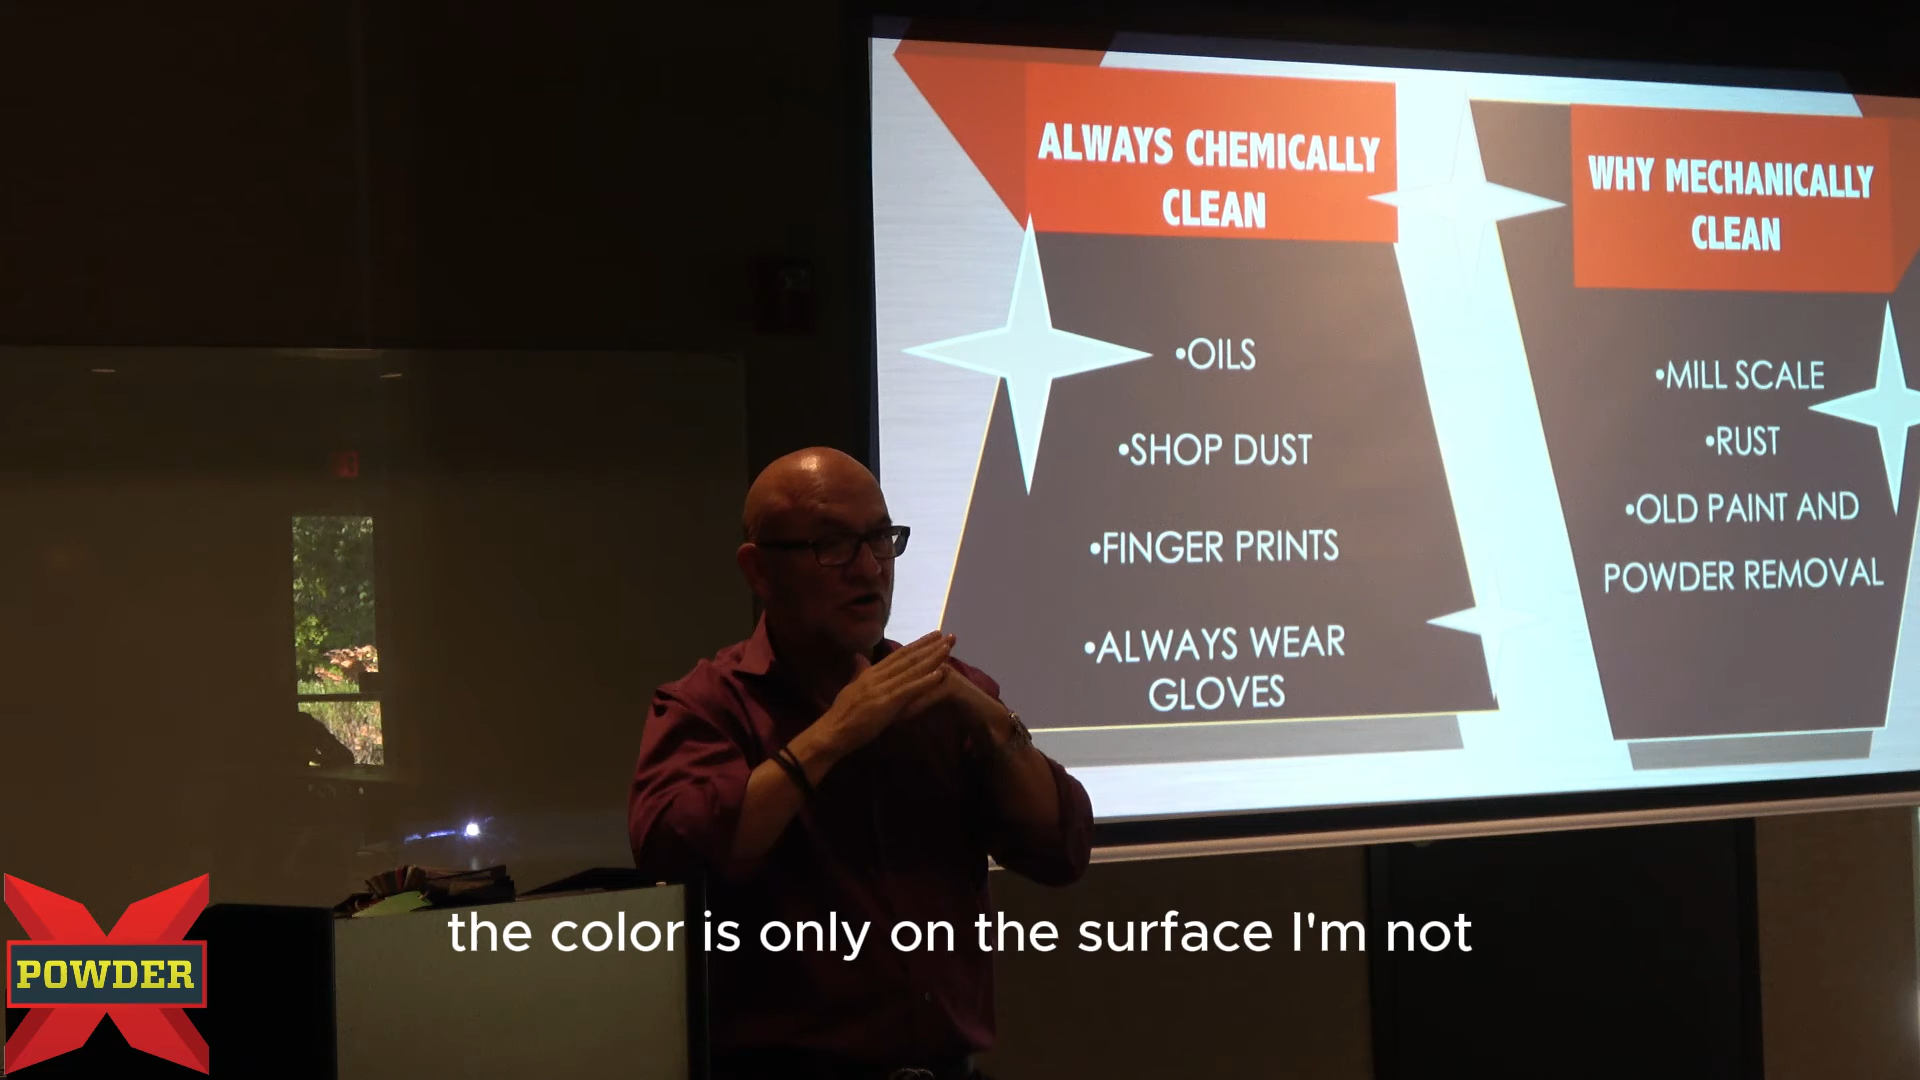 ALWAYS CHEMICALLY
CLEAN
•OILS
•SHOP DUST
•FINGER PRINTS
•ALWAYS WEAR
GLOVES
WHY MECHANICALLY
CLEAN
•MILL SCALE
•RUST
•OLD PAINT AND
POWDER REMOVAL
the color is only on the surface I'm not
X
POWDER